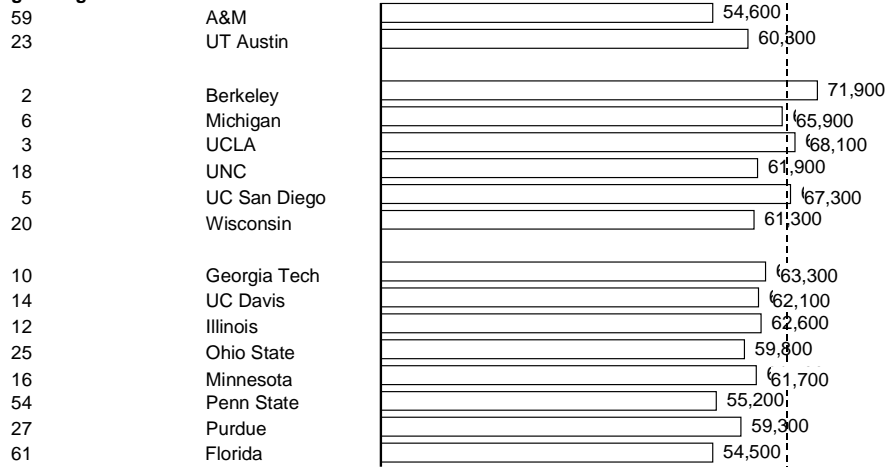 59 A&M 54,600
23 UT Austin 60,300
2 Berkeley 71,900
6 Michigan 65,900
3 UCLA 68,100
18 UNC 61,900
5 UC San Diego 67,300
20 Wisconsin 61,300
10 Georgia Tech 63,300
14 UC Davis 62,100
12 Illinois 62,600
25 Ohio State 59,800
16 Minnesota 61,700
54 Penn State 55,200
27 Purdue 59,300
61 Florida 54,500